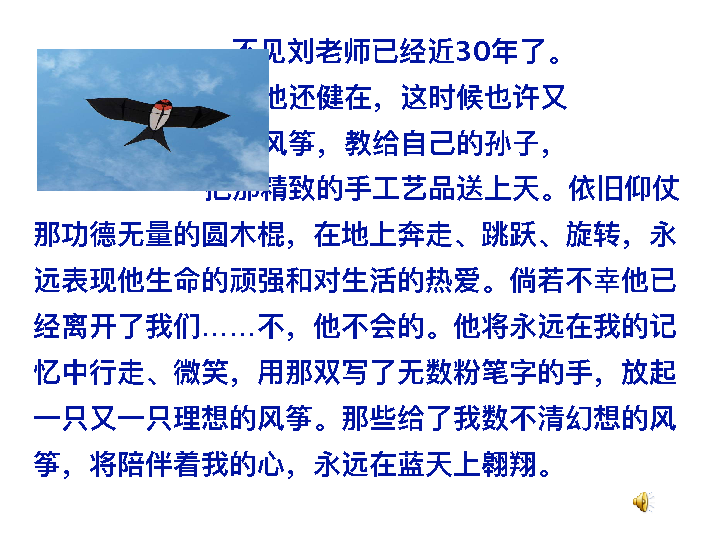 不见刘老师已经近30年了。
他还健在，这时候也许又
风筝，教给自己的孙子，
把那精致的手工艺品送上天。依旧仰仗
那功德无量的圆木棍，在地上奔走、跳跃、旋转，永
远表现他生命的顽强和对生活的热爱。倘若不幸他已
经离开了我们……不，他不会的。他将永远在我的记
忆中行走、微笑，用那双写了无数粉笔字的手，放起
一只又一只理想的风筝。那些给了我数不清幻想的风
筝，将陪伴着我的心，永远在蓝天上翱翔。